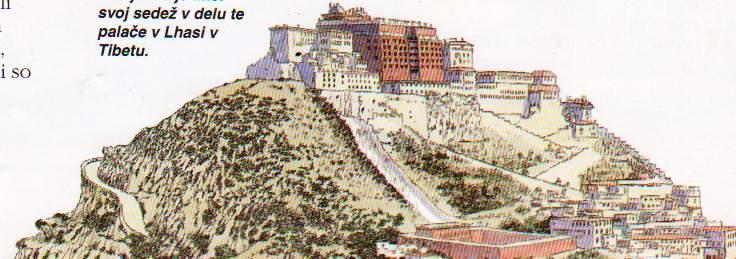 svoj sedež v delu te
palače v Lhasi v
Tibetu.
i so